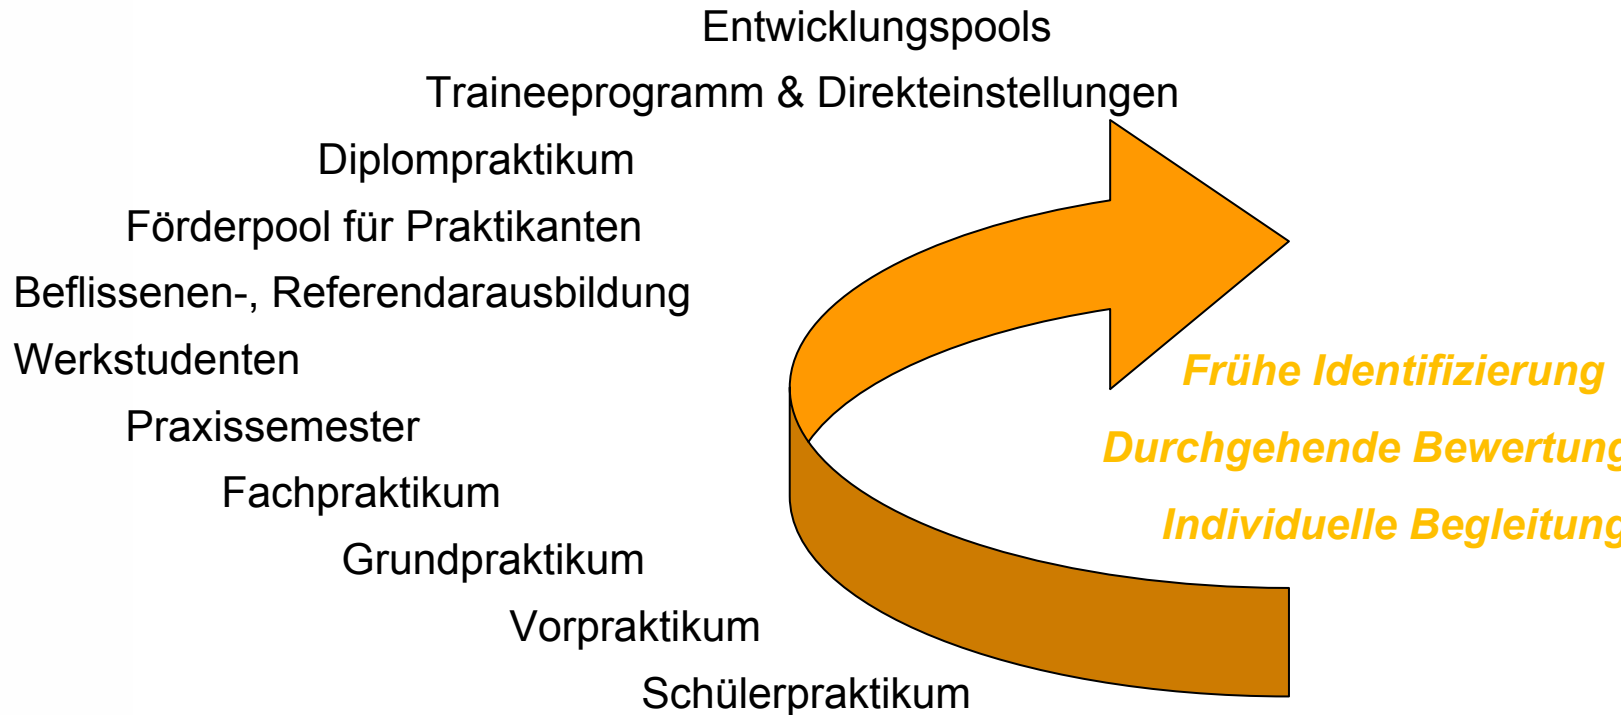 Entwicklungspools
Traineeprogramm & Direkteinstellungen
Diplompraktikum
Förderpool für Praktikanten
Beflissenen-, Referendarausbildung
Werkstudenten
Praxissemester
Fachpraktikum
Grundpraktikum
Vorpraktikum
Schülerpraktikum
Frühe Identifizierung
Durchgehende Bewertung
Individuelle Begleitung